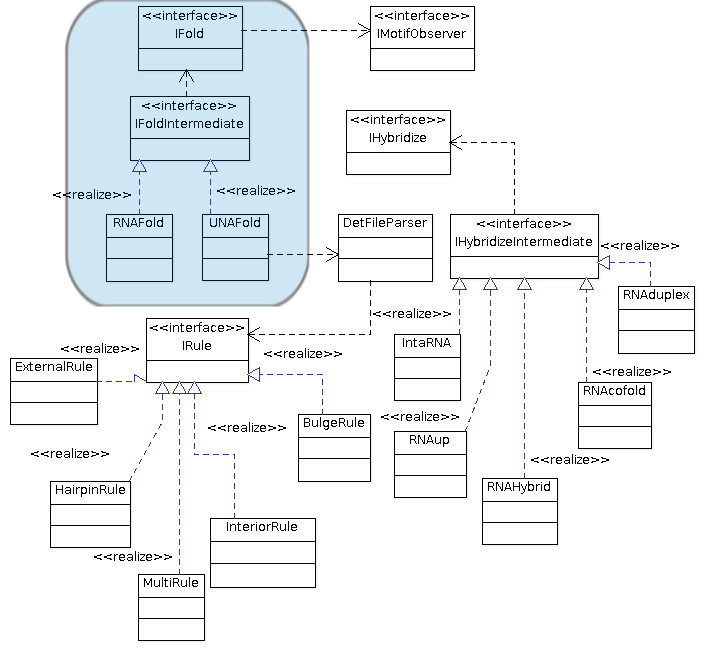 <<interface>>
IFold
<<interface>>
IMotifObserver
<<interface>>
IFoldIntermediate
<<interface>>
IHybridize
<<realize>>
<<realize>>
RNAFold
UNAFold
DetFileParser
<<interface>>
IHybridizeIntermediate
<<realize>>
RNAduplex
<<realize>>
<<interface>>
IRule
<<realize>>
<<realize>>
ExternalRule
IntaRNA
<<realize>>
RNAcofold
<<realize>>
BulgeRule
<<realize>>
RNAup
<<realize>>
<<realize>>
HairpinRule
RNAHybrid
InteriorRule
<<realize>>
MultiRule